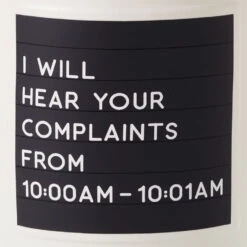 I WILL
HEAR YOUR
COMPLAINTS
FROM
10:00AM – 10:01AM